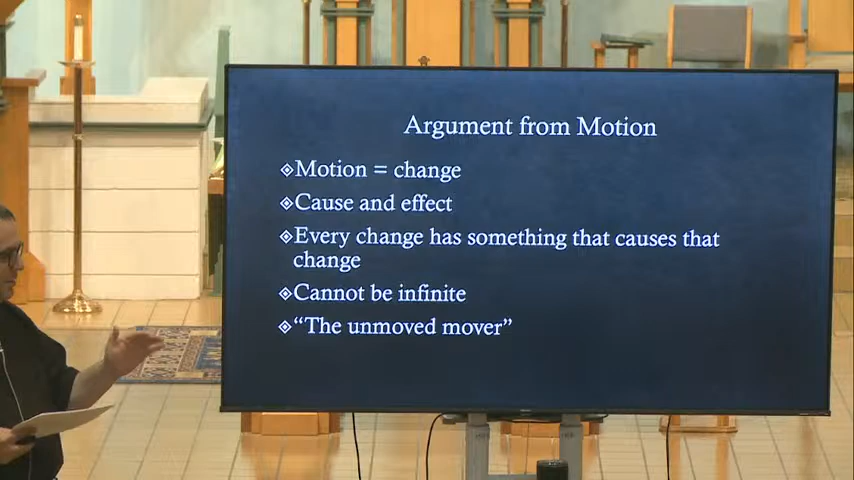 Argument from Motion
Motion = change
Cause and effect
Every change has something that causes that
change
Cannot be infinite
“The unmoved mover”